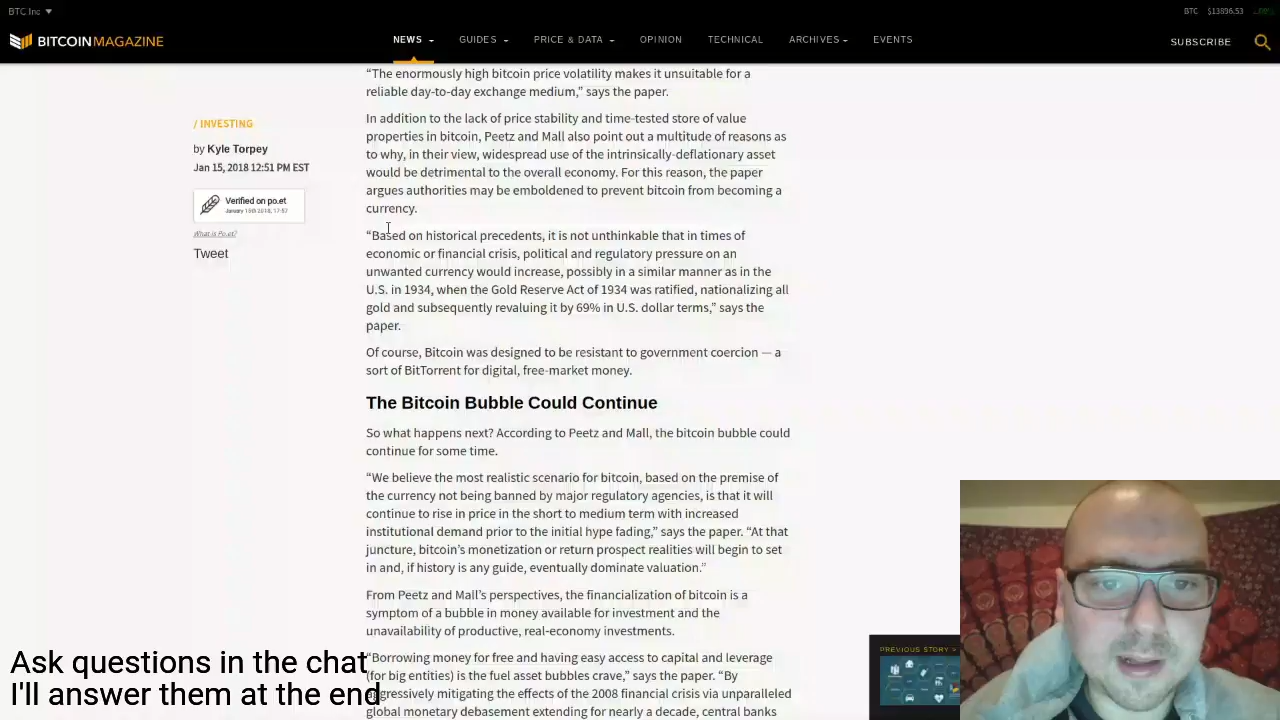 BTC Inc
BTC $13896.53
BITCOINMAGAZINE
NEWS GUIDES PRICE & DATA OPINION TECHNICAL ARCHIVES EVENTS
SUBSCRIBE
/ INVESTING
by Kyle Torpey
Jan 15, 2018 12:51 PM EST
Verified on po.et
What is Po.et?
Tweet
“The enormously high bitcoin price volatility makes it unsuitable for a
reliable day-to-day exchange medium,” says the paper.
In addition to the lack of price stability and time-tested store of value
properties in bitcoin, Peetz and Mall also point out a multitude of reasons as
to why, in their view, widespread use of the intrinsically-deflationary asset
would be detrimental to the overall economy. For this reason, the paper
argues authorities may be emboldened to prevent bitcoin from becoming a
currency.
“Based on historical precedents, it is not unthinkable that in times of
economic or financial crisis, political and regulatory pressure on an
unwanted currency would increase, possibly in a similar manner as in the
U.S. in 1934, when the Gold Reserve Act of 1934 was ratified, nationalizing all
gold and subsequently revaluing it by 69% in U.S. dollar terms,” says the
paper.
Of course, Bitcoin was designed to be resistant to government coercion — a
sort of BitTorrent for digital, free-market money.
The Bitcoin Bubble Could Continue
So what happens next? According to Peetz and Mall, the bitcoin bubble could
continue for some time.
“We believe the most realistic scenario for bitcoin, based on the premise of
the currency not being banned by major regulatory agencies, is that it will
continue to rise in price in the short to medium term with increased
institutional demand prior to the initial hype fading,” says the paper. “At that
juncture, bitcoin’s monetization or return prospect realities will begin to set
in and, if history is any guide, eventually dominate valuation.”
From Peetz and Mall’s perspectives, the financialization of bitcoin is a
symptom of a bubble in money available for investment and the
unavailability of productive, real-economy investments.
“Borrowing money for free and having easy access to capital and leverage
(for big entities) is the fuel asset bubbles crave,” says the paper. “By
aggressively mitigating the effects of the 2008 financial crisis via unparalleled
global monetary debasement extending for nearly a decade, central banks
PREVIOUS STORY >
Ask questions in the chat
I'll answer them at the end